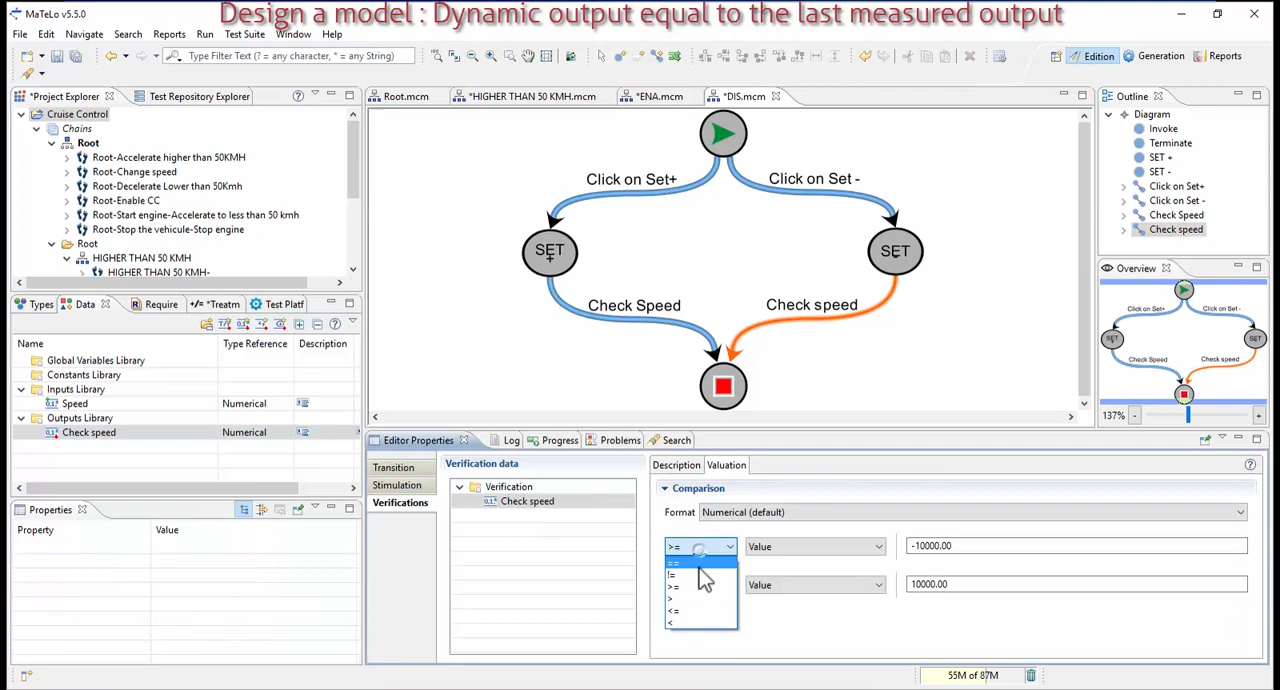 Design a model : Dynamic output equal to the last measured output
MaTeLo v5.5.0
File Edit Navigate Search Reports Run Test Suite Window Help
Type Filter Text (? = any character, * = any String)
Edition Generation Reports
*Project Explorer Test Repository Explorer
Cruise Control
Chains
Root
Root-Accelerate higher than 50KMH
Root-Change speed
Root-Decelerate Lower than 50Kmh
Root-Enable CC
Root-Start engine-Accelerate to less than 50 kmh
Root-Stop the vehicule-Stop engine
Root
HIGHER THAN 50 KMH
HIGHER THAN 50 KMH-
Root.mcm *HIGHER THAN 50 KMH.mcm *ENA.mcm *DIS.mcm
Click on Set+ Click on Set -
SET + SET -
Check Speed Check speed
Outline
Diagram
Invoke
Terminate
SET +
SET -
Click on Set+
Click on Set -
Check Speed
Check speed
Overview
Click on Set+ Click on Set -
SET + SET -
Check Speed Check speed
137% - +
Types Data Require *Treatm Test Platf
Name Type Reference Description
Global Variables Library
Constants Library
Inputs Library
Speed Numerical
Outputs Library
Check speed Numerical
Properties
Property Value
Editor Properties Log Progress Problems Search
Transition
Stimulation
Verifications
Verification data
Verification
Check speed
Description Valuation
Comparison
Format Numerical (default)
>= Value -10000.00
==
!=
>=
>
<=
<
Value 10000.00
55M of 87M